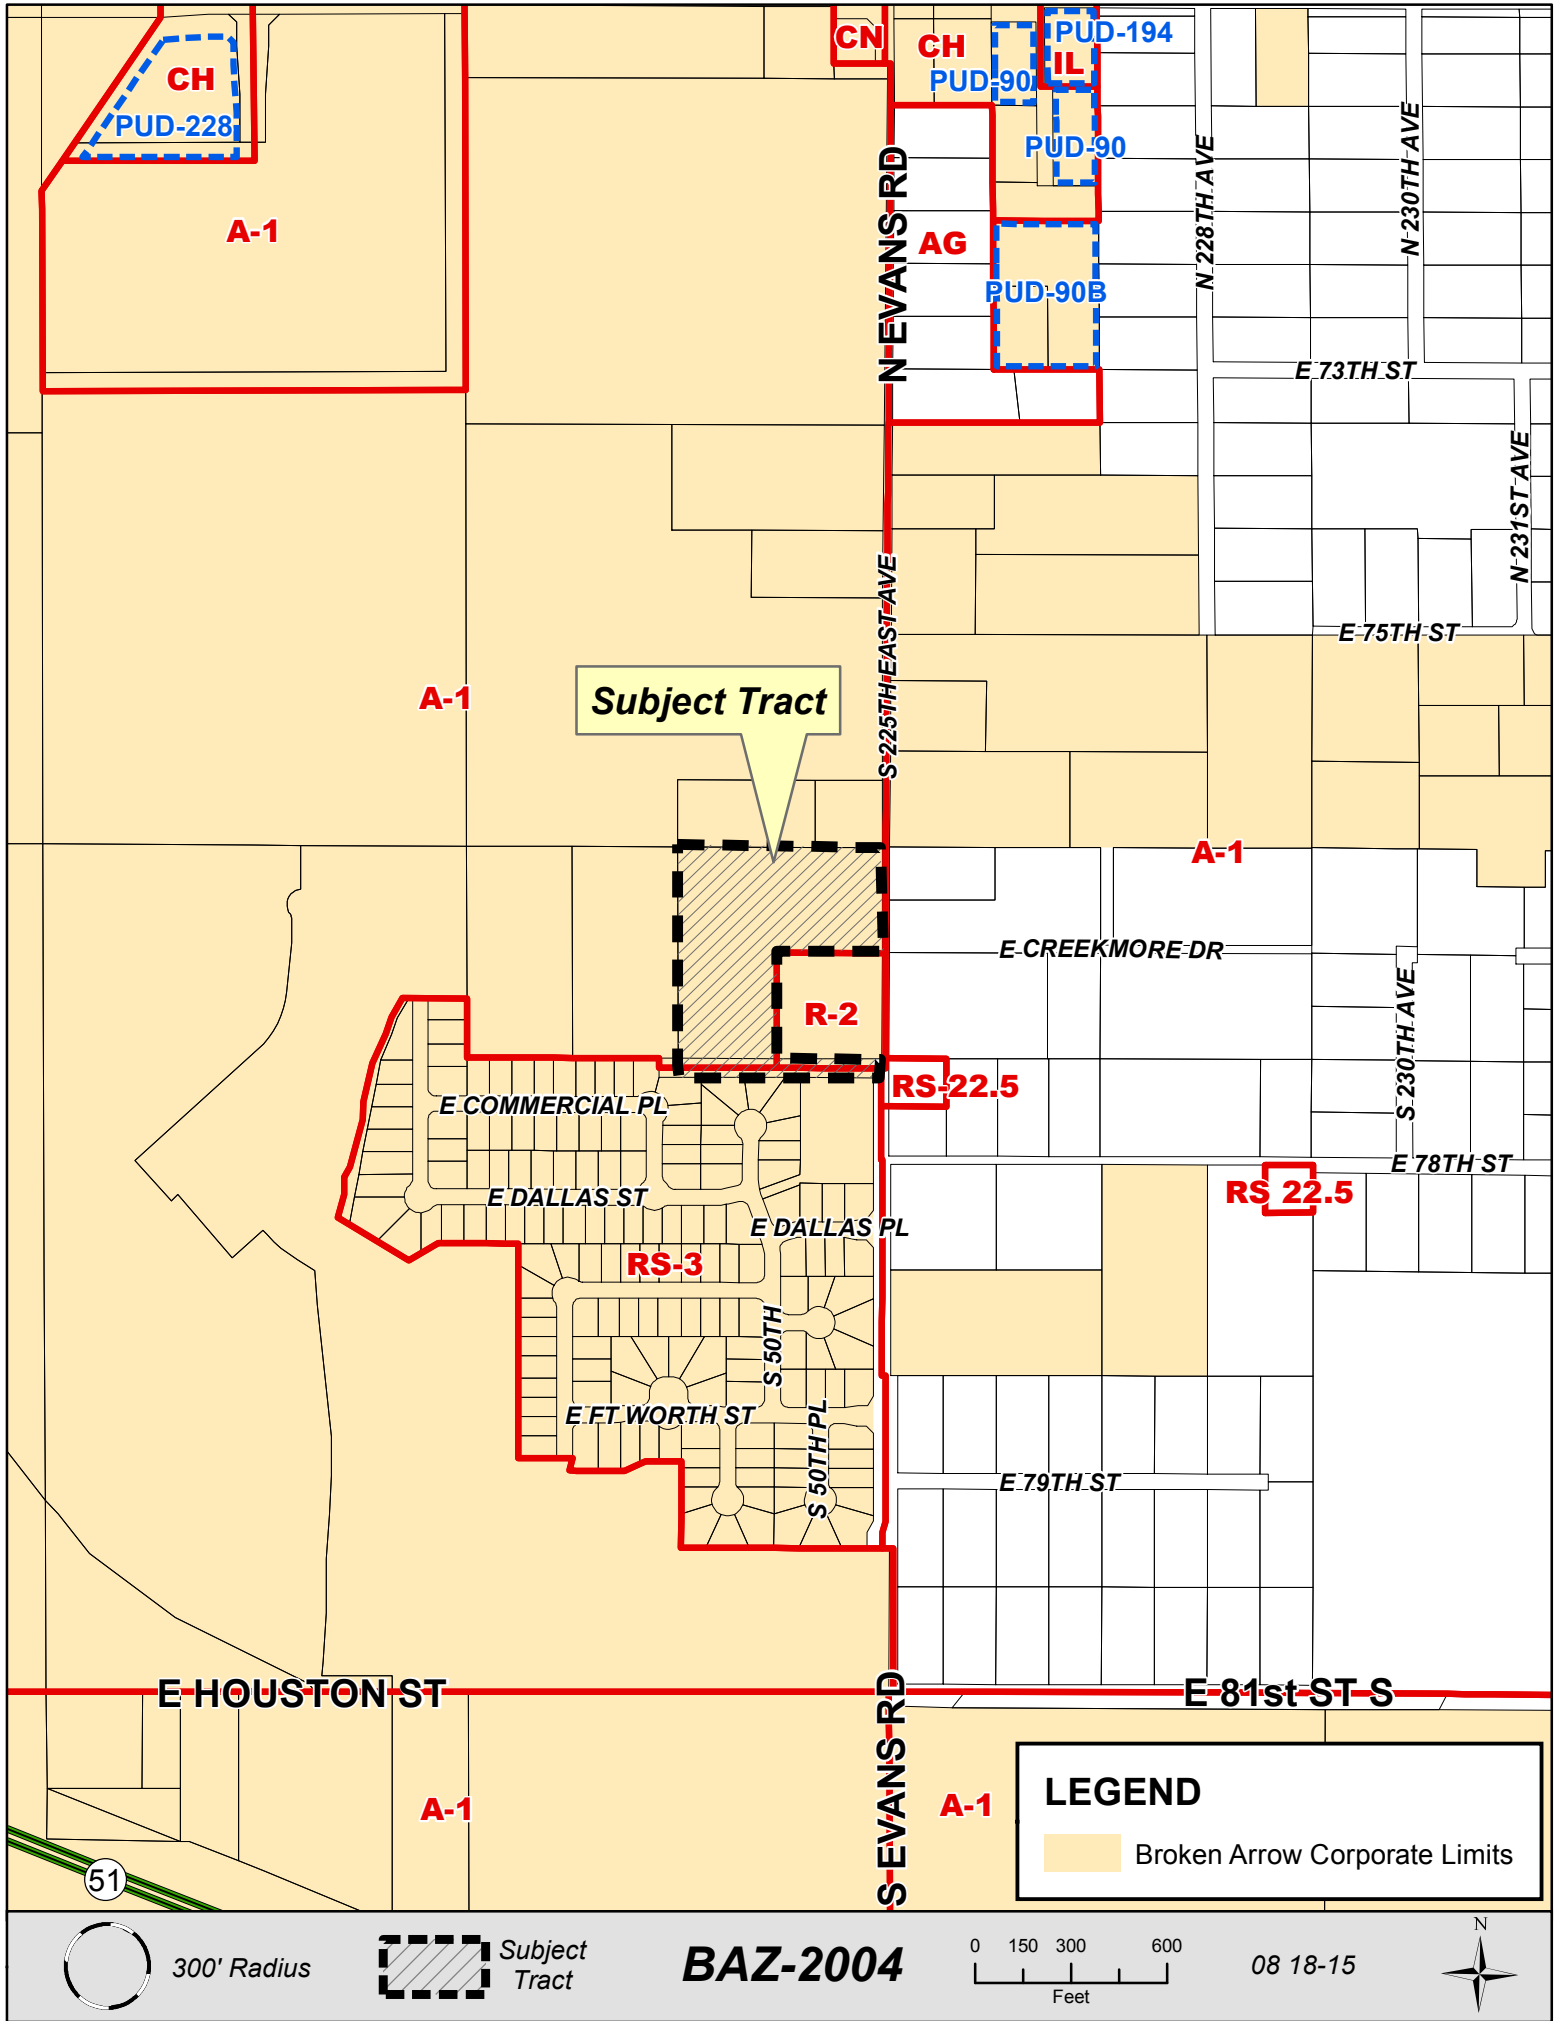 CN
CH
PUD-194
IL
CH
PUD-90
PUD-228
PUD-90
N 228TH AVE
N 230TH AVE
A-1
N EVANS RD
AG
PUD-90B
E 73TH ST
N 231ST AVE
S 225TH EAST AVE
E 75TH ST
A-1
Subject Tract
A-1
E CREEKMORE DR
R-2
S 230TH AVE
RS-22.5
E COMMERCIAL PL
E 78TH ST
E DALLAS ST
RS 22.5
E DALLAS PL
RS-3
S 50TH
E FT WORTH ST
S 50TH PL
E 79TH ST
E HOUSTON ST
E 81st ST S
S EVANS RD
A-1
A-1
LEGEND
Broken Arrow Corporate Limits
51
300' Radius
Subject
Tract
BAZ-2004
0 150 300 600
Feet
08 18-15
N